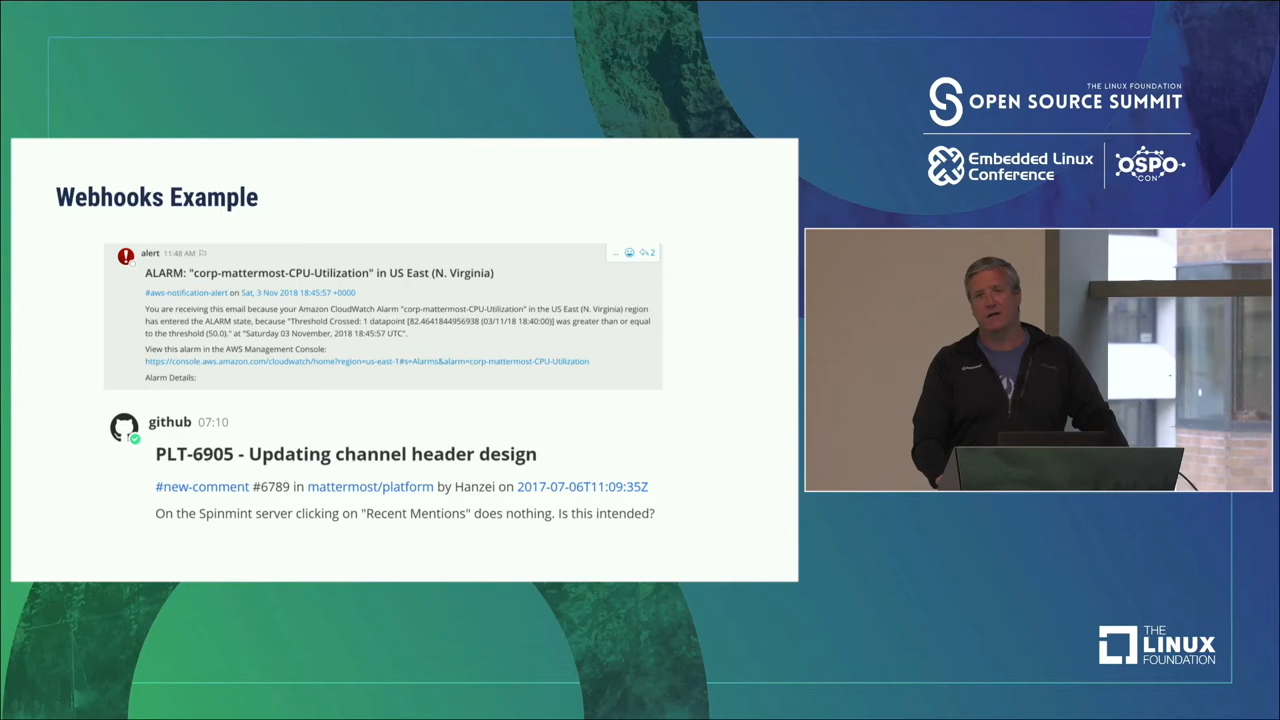 THE LINUX FOUNDATION
OPEN SOURCE SUMMIT
Embedded Linux
Conference
OSPO
CON
Webhooks Example
alert 11:48 AM
... 2
ALARM: "corp-mattermost-CPU-Utilization" in US East (N. Virginia)
#aws-notification-alert on Sat, 3 Nov 2018 18:45:57 +0000
You are receiving this email because your Amazon CloudWatch Alarm "corp-mattermost-CPU-Utilization" in the US East (N. Virginia) region
has entered the ALARM state, because "Threshold Crossed: 1 datapoint [82.4641844956938 (03/11/18 18:40:00)] was greater than or equal
to the threshold (50.0)." at "Saturday 03 November, 2018 18:45:57 UTC".
View this alarm in the AWS Management Console:
https://console.aws.amazon.com/cloudwatch/home?region=us-east-1#s=Alarms&alarm=corp-mattermost-CPU-Utilization
Alarm Details:
github 07:10
PLT-6905 - Updating channel header design
#new-comment #6789 in mattermost/platform by Hanzei on 2017-07-06T11:09:35Z
On the Spinmint server clicking on "Recent Mentions" does nothing. Is this intended?
THE
LINUX
FOUNDATION